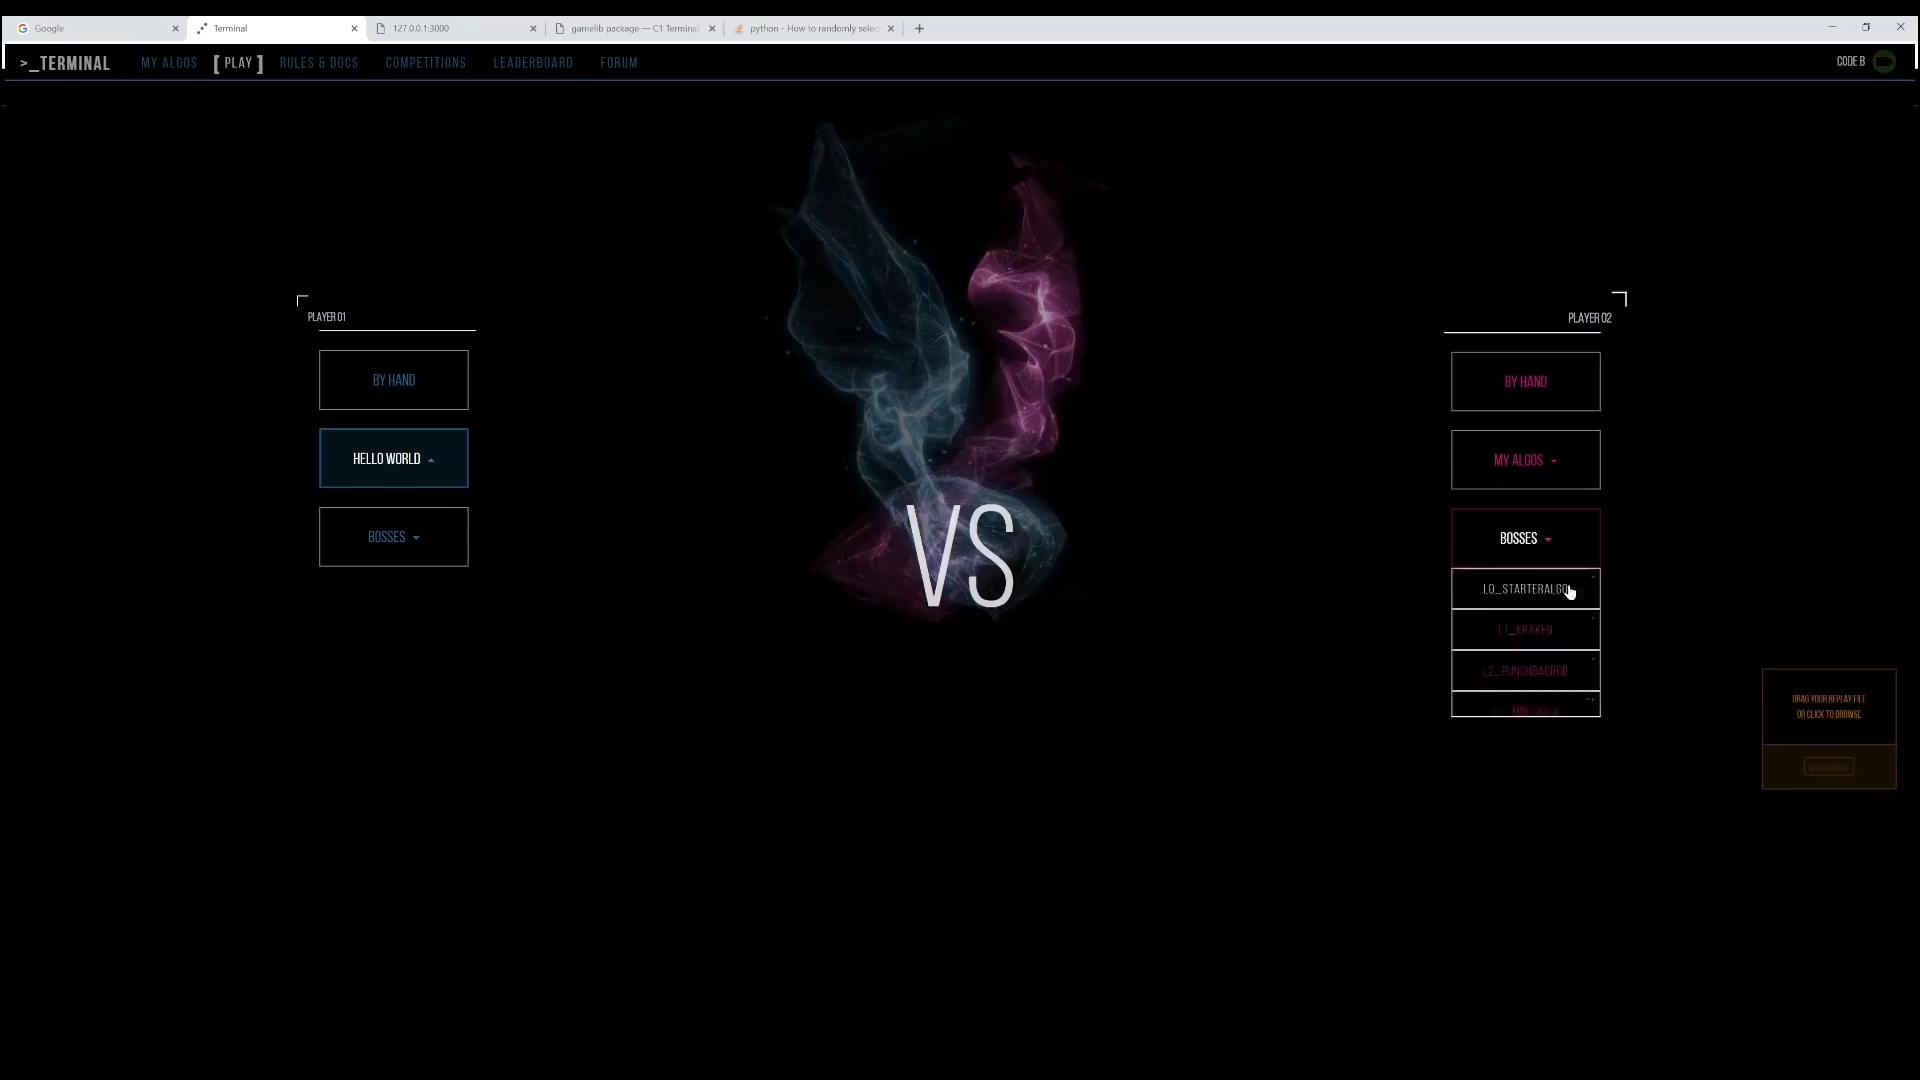 Google
Terminal
127.0.0.1:3000
gamelib package — C1 Terminal
python - How to randomly selec
>_TERMINAL
MY ALGOS
[ PLAY ]
RULES & DOCS
COMPETITIONS
LEADERBOARD
FORUM
CODE B
PLAYER 01
BY HAND
HELLO WORLD
BOSSES
VS
PLAYER 02
BY HAND
MY ALGOS
BOSSES
L0_STARTERALGO
L1_KRAKEN
L2_PUNCHBAGROB
DRAG YOUR REPLAY FILE
OR CLICK TO BROWSE